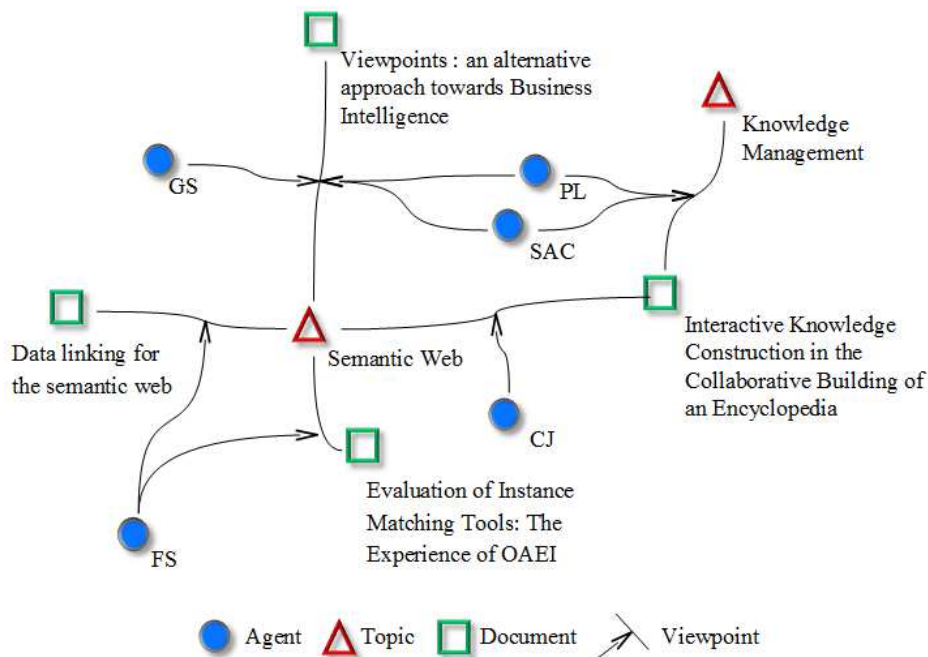 Viewpoints : an alternative
approach towards Business
Intelligence
Knowledge
Management
GS
PL
SAC
Data linking for
the semantic web
Semantic Web
Interactive Knowledge
Construction in the
Collaborative Building of
an Encyclopedia
CJ
Evaluation of Instance
Matching Tools: The
Experience of OAEI
FS
Agent
Topic
Document
Viewpoint